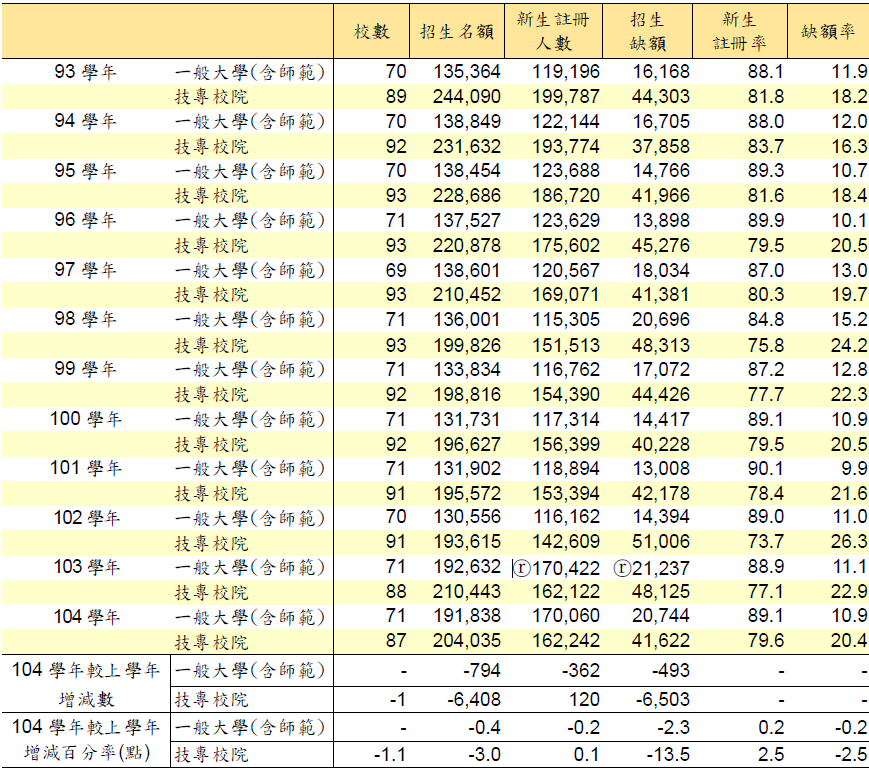 校數 招生名額 新生註冊人數 招生缺額 新生註冊率 缺額率
93 學年 一般大學(含師範) 70 135,364 119,196 16,168 88.1 11.9
技專校院 89 244,090 199,787 44,303 81.8 18.2
94 學年 一般大學(含師範) 70 138,849 122,144 16,705 88.0 12.0
技專校院 92 231,632 193,774 37,858 83.7 16.3
95 學年 一般大學(含師範) 70 138,454 123,688 14,766 89.3 10.7
技專校院 93 228,686 186,720 41,966 81.6 18.4
96 學年 一般大學(含師範) 71 137,527 123,629 13,898 89.9 10.1
技專校院 93 220,878 175,602 45,276 79.5 20.5
97 學年 一般大學(含師範) 69 138,601 120,567 18,034 87.0 13.0
技專校院 93 210,452 169,071 41,381 80.3 19.7
98 學年 一般大學(含師範) 71 136,001 115,305 20,696 84.8 15.2
技專校院 93 199,826 151,513 48,313 75.8 24.2
99 學年 一般大學(含師範) 71 133,834 116,762 17,072 87.2 12.8
技專校院 92 198,816 154,390 44,426 77.7 22.3
100 學年 一般大學(含師範) 71 131,731 117,314 14,417 89.1 10.9
技專校院 92 196,627 156,399 40,228 79.5 20.5
101 學年 一般大學(含師範) 71 131,902 118,894 13,008 90.1 9.9
技專校院 91 195,572 153,394 42,178 78.4 21.6
102 學年 一般大學(含師範) 70 130,556 116,162 14,394 89.0 11.0
技專校院 91 193,615 142,609 51,006 73.7 26.3
103 學年 一般大學(含師範) 71 192,632 ⓡ170,422 ⓡ21,237 88.9 11.1
技專校院 88 210,443 162,122 48,125 77.1 22.9
104 學年 一般大學(含師範) 71 191,838 170,060 20,744 89.1 10.9
技專校院 87 204,035 162,242 41,622 79.6 20.4
104 學年較上學年 一般大學(含師範) - -794 -362 -493 - -
增減數 技專校院 -1 -6,408 120 -6,503 - -
104 學年較上學年 一般大學(含師範) - -0.4 -0.2 -2.3 0.2 -0.2
增減百分率(點) 技專校院 -1.1 -3.0 0.1 -13.5 2.5 -2.5